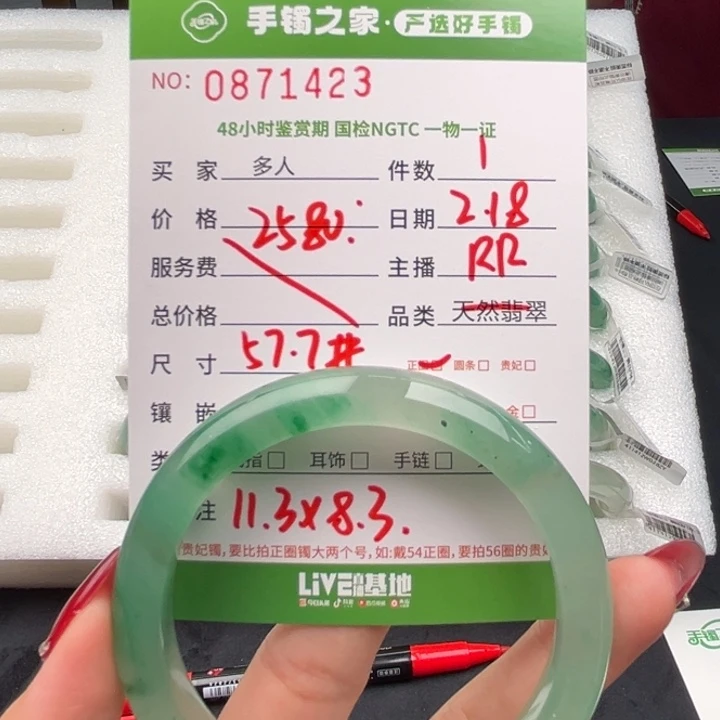 手镯之家·严选好手镯
NO: 0871423
48小时鉴赏期 国检NGTC 一物一证
买 家 多人 件数 1
价 格 2580. 日期 2.18
服务费 主播 RR
总价格 品类 天然翡翠
尺 寸 57.7# 正圈 圆条□ 贵妃□
镶 嵌 金□
指□ 耳饰□ 手链□
注 11.3x8.3.
贵妃镯,要比拍正圈镯大两个号,如:戴54正圈,要拍56圈的贵妃
LiVE 基地